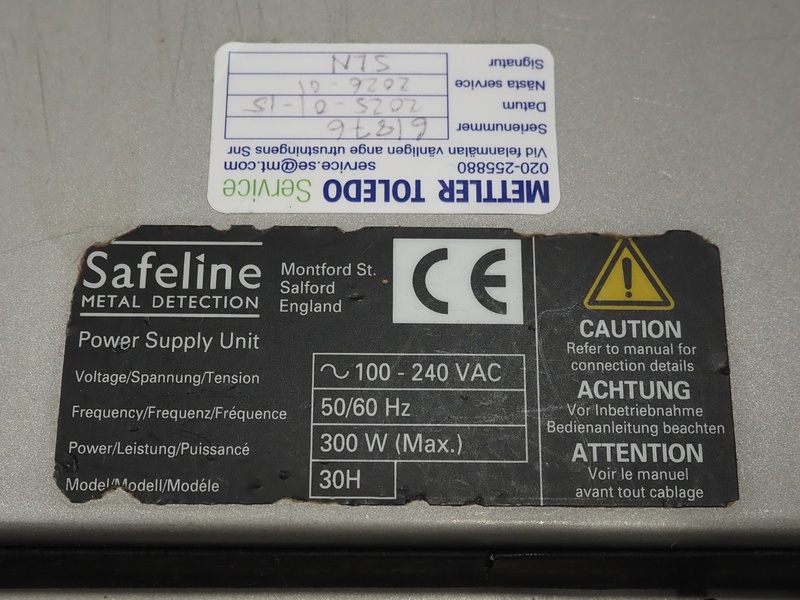 METTLER TOLEDO Service
020-255880 service.se@mt.com
Vid felanmälan vänligen ange utrustningens Snr
Serienummer 61876
Datum 2025-01-15
Nästa service 2026-01
Signatur SLN
Safeline
METAL DETECTION
Montford St.
Salford
England
CE
Power Supply Unit
Voltage/Spannung/Tension 100 - 240 VAC
Frequency/Frequenz/Fréquence 50/60 Hz
Power/Leistung/Puissancé 300 W (Max.)
Model/Modell/Modéle 30H
CAUTION
Refer to manual for
connection details
ACHTUNG
Vor Inbetriebnahme
Bedienanleitung beachten
ATTENTION
Voir le manuel
avant tout cablage